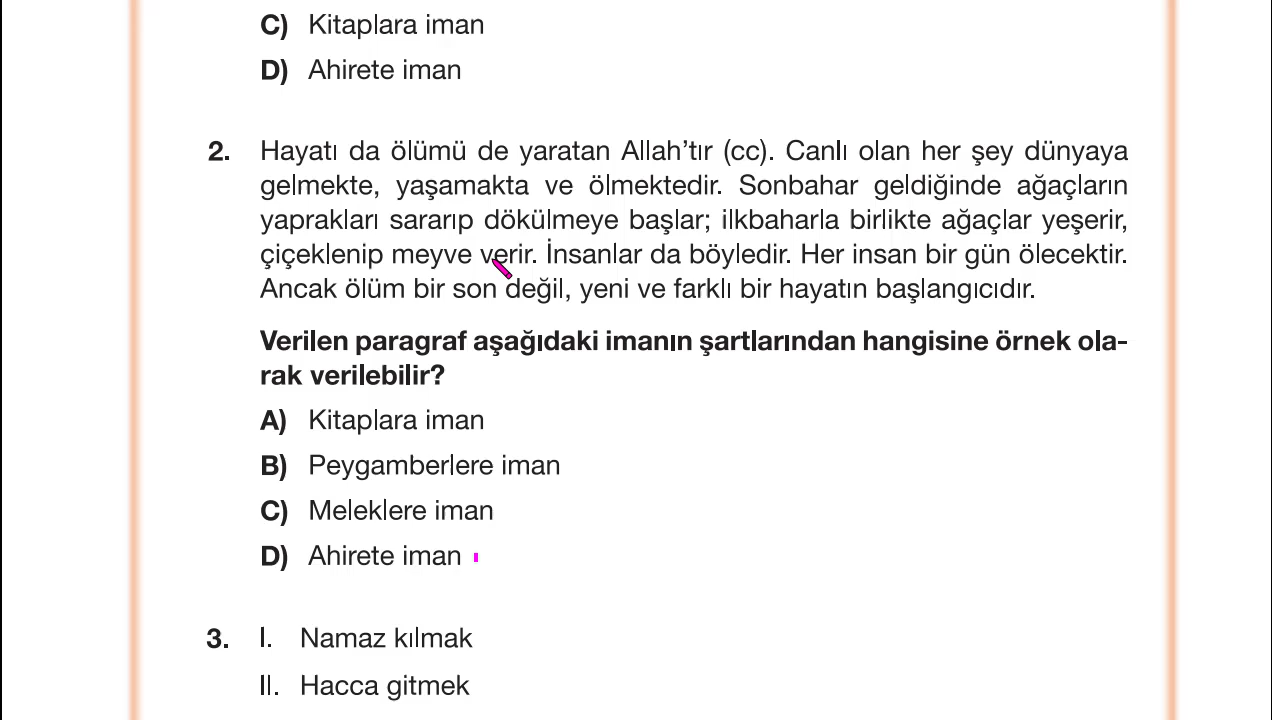 C) Kitaplara iman
D) Ahirete iman
2. Hayatı da ölümü de yaratan Allah’tır (cc). Canlı olan her şey dünyaya
gelmekte, yaşamakta ve ölmektedir. Sonbahar geldiğinde ağaçların
yaprakları sararıp dökülmeye başlar; ilkbaharla birlikte ağaçlar yeşerir,
çiçeklenip meyve verir. İnsanlar da böyledir. Her insan bir gün ölecektir.
Ancak ölüm bir son değil, yeni ve farklı bir hayatın başlangıcıdır.
Verilen paragraf aşağıdaki imanın şartlarından hangisine örnek ola-
rak verilebilir?
A) Kitaplara iman
B) Peygamberlere iman
C) Meleklere iman
D) Ahirete iman
3. I. Namaz kılmak
II. Hacca gitmek